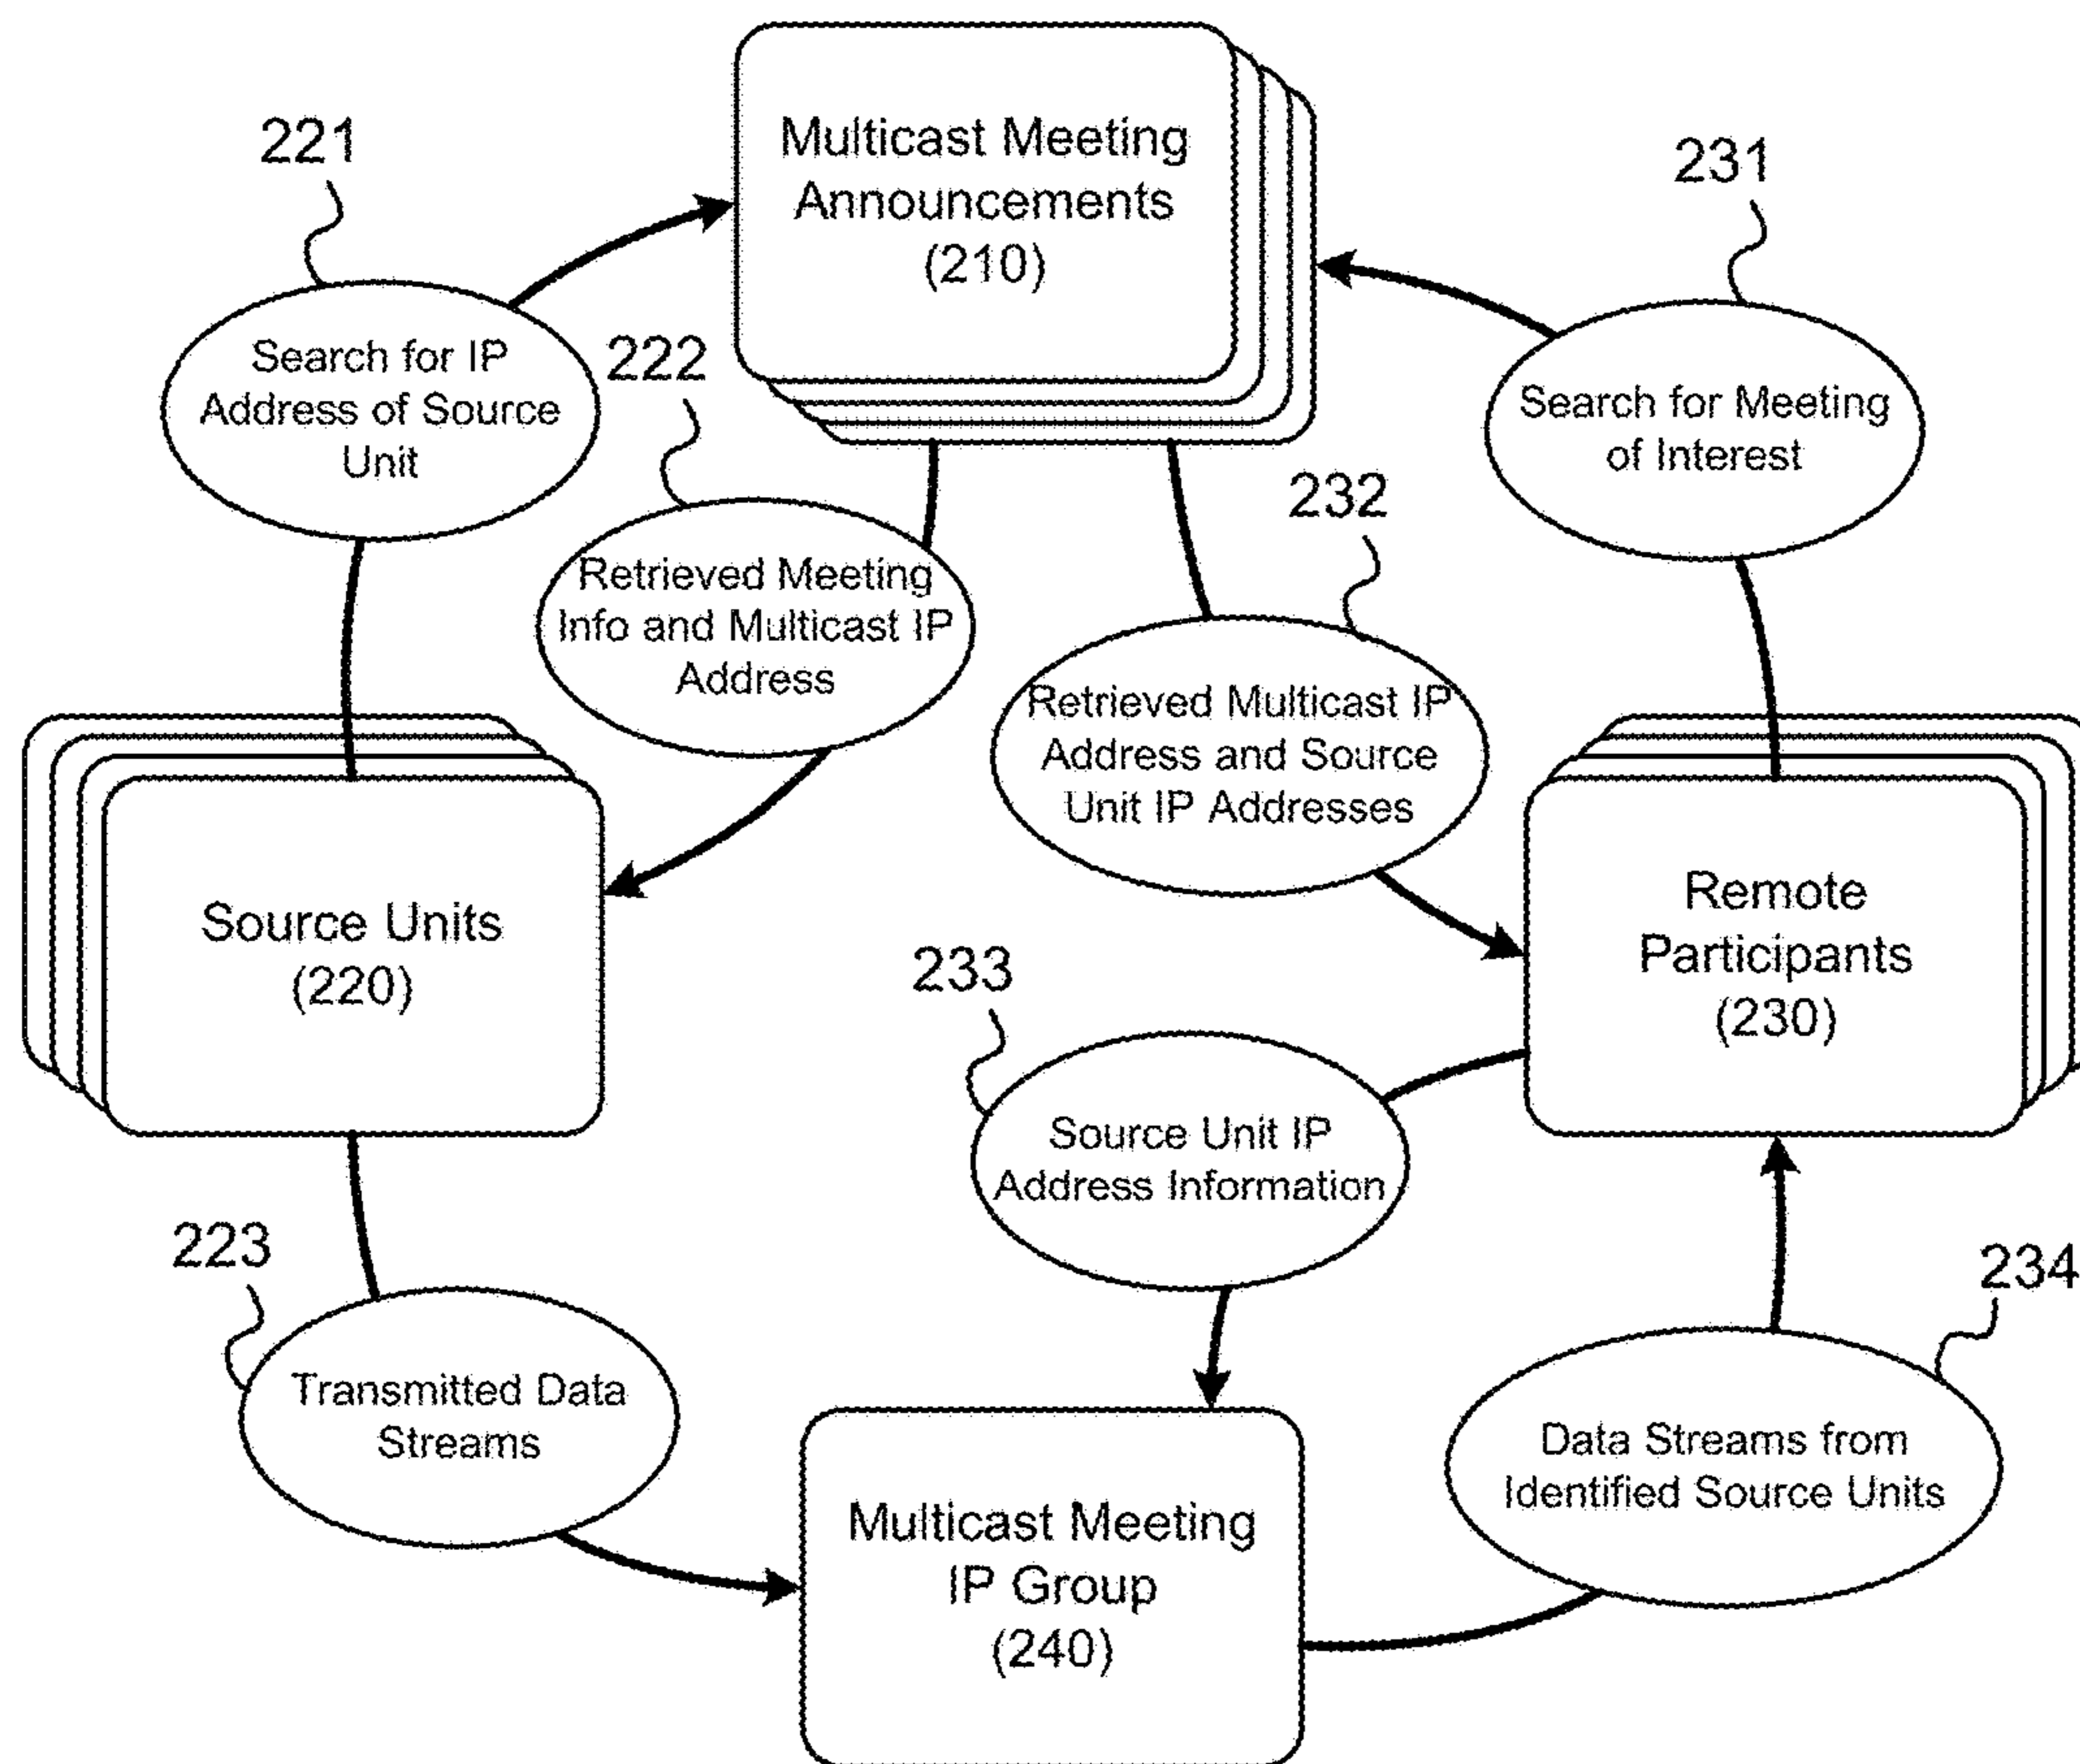 221
Multicast Meeting
Announcements
(210)
231
Search for IP
Address of Source
Unit
222
Search for Meeting
of Interest
232
Retrieved Meeting
Info and Multicast IP
Address
Retrieved Multicast IP
Address and Source
Unit IP Addresses
Source Units
(220)
Remote
Participants
(230)
233
Source Unit IP
Address Information
223
234
Transmitted Data
Streams
Data Streams from
Identified Source Units
Multicast Meeting
IP Group
(240)